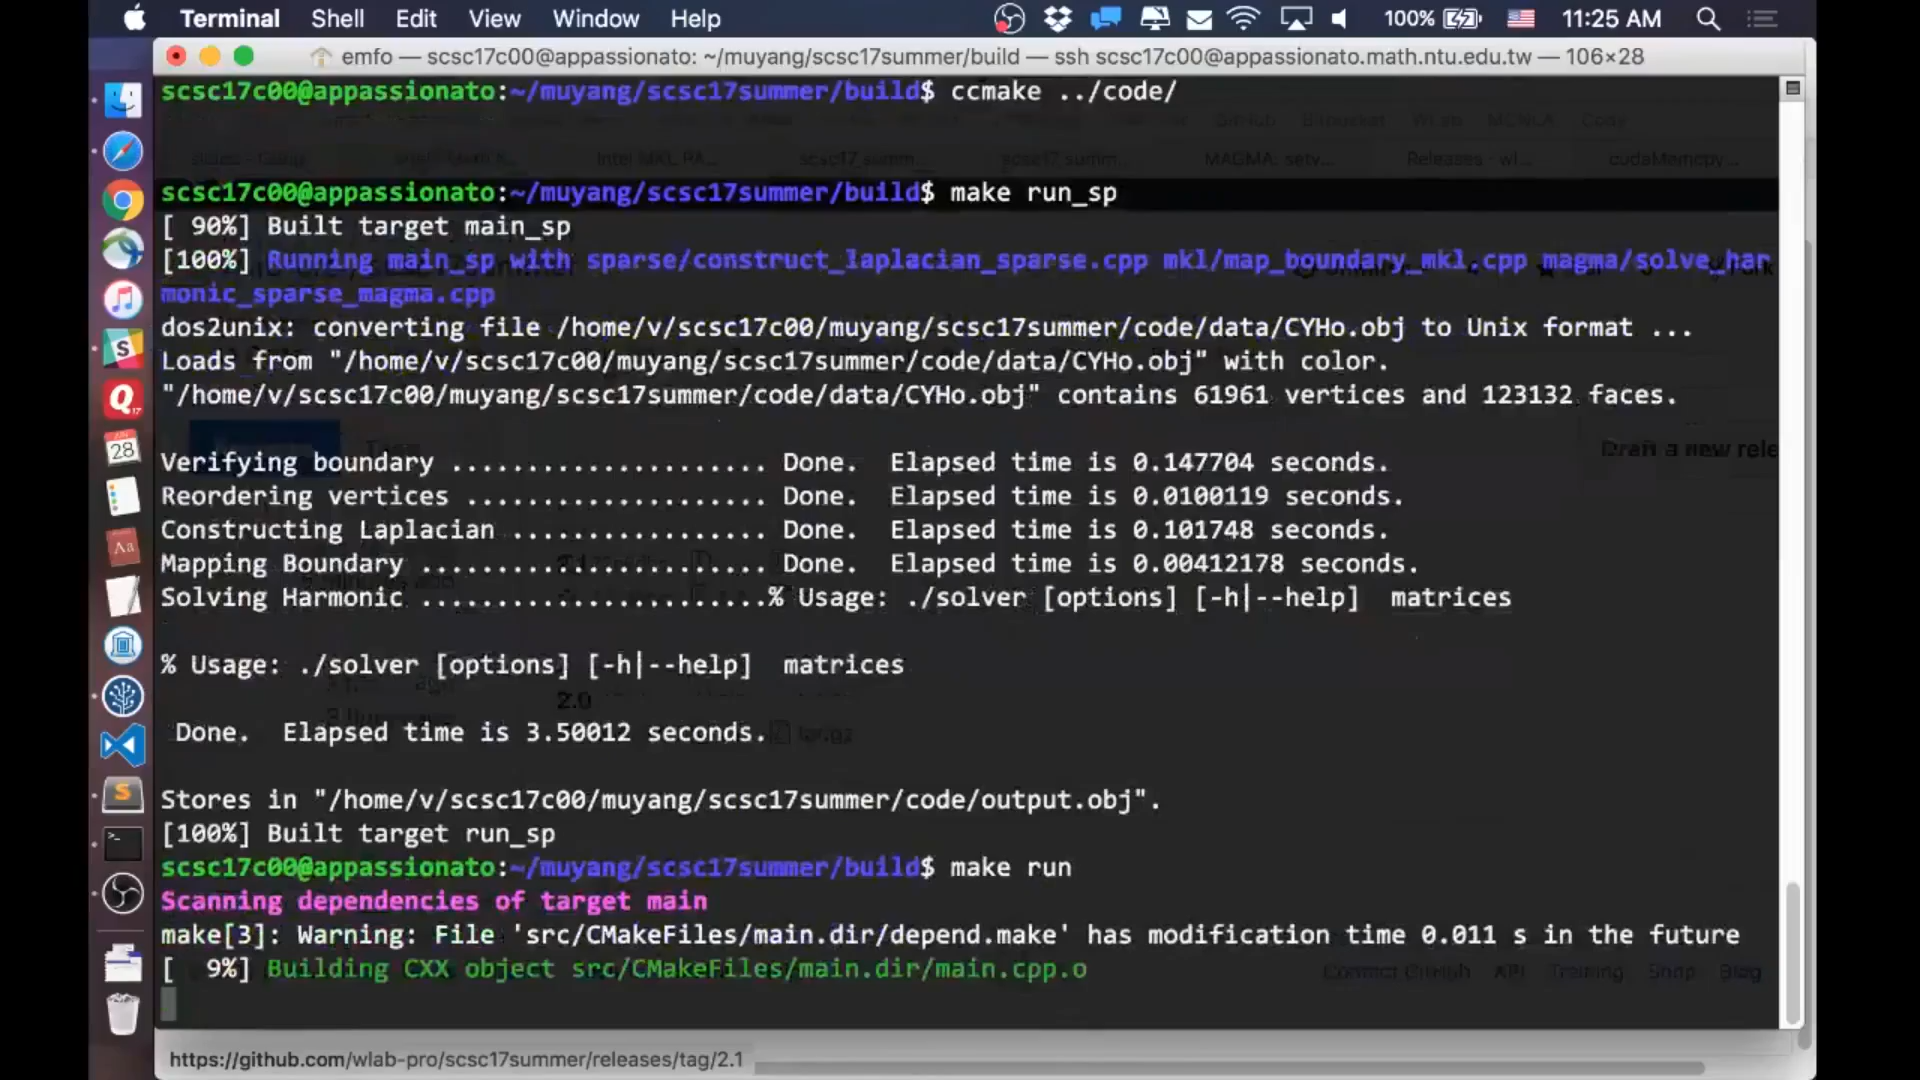 Terminal Shell Edit View Window Help 100% 11:25 AM
emfo — scsc17c00@appassionato: ~/muyang/scsc17summer/build — ssh scsc17c00@appassionato.math.ntu.edu.tw — 106×28
scsc17c00@appassionato:~/muyang/scsc17summer/build$ ccmake ../code/
scsc17c00@appassionato:~/muyang/scsc17summer/build$ make run_sp
[ 90%] Built target main_sp
[100%] Running main_sp with sparse/construct_laplacian_sparse.cpp mkl/map_boundary_mkl.cpp magma/solve_har
monic_sparse_magma.cpp
dos2unix: converting file /home/v/scsc17c00/muyang/scsc17summer/code/data/CYHo.obj to Unix format ...
Loads from "/home/v/scsc17c00/muyang/scsc17summer/code/data/CYHo.obj" with color.
"/home/v/scsc17c00/muyang/scsc17summer/code/data/CYHo.obj" contains 61961 vertices and 123132 faces.
Verifying boundary ..................... Done.  Elapsed time is 0.147704 seconds.
Reordering vertices .................... Done.  Elapsed time is 0.0100119 seconds.
Constructing Laplacian ................. Done.  Elapsed time is 0.101748 seconds.
Mapping Boundary ....................... Done.  Elapsed time is 0.00412178 seconds.
Solving Harmonic .......................% Usage: ./solver [options] [-h|--help]  matrices
% Usage: ./solver [options] [-h|--help]  matrices
Done.  Elapsed time is 3.50012 seconds.
Stores in "/home/v/scsc17c00/muyang/scsc17summer/code/output.obj".
[100%] Built target run_sp
scsc17c00@appassionato:~/muyang/scsc17summer/build$ make run
Scanning dependencies of target main
make[3]: Warning: File 'src/CMakeFiles/main.dir/depend.make' has modification time 0.011 s in the future
[  9%] Building CXX object src/CMakeFiles/main.dir/main.cpp.o
https://github.com/wlab-pro/scsc17summer/releases/tag/2.1